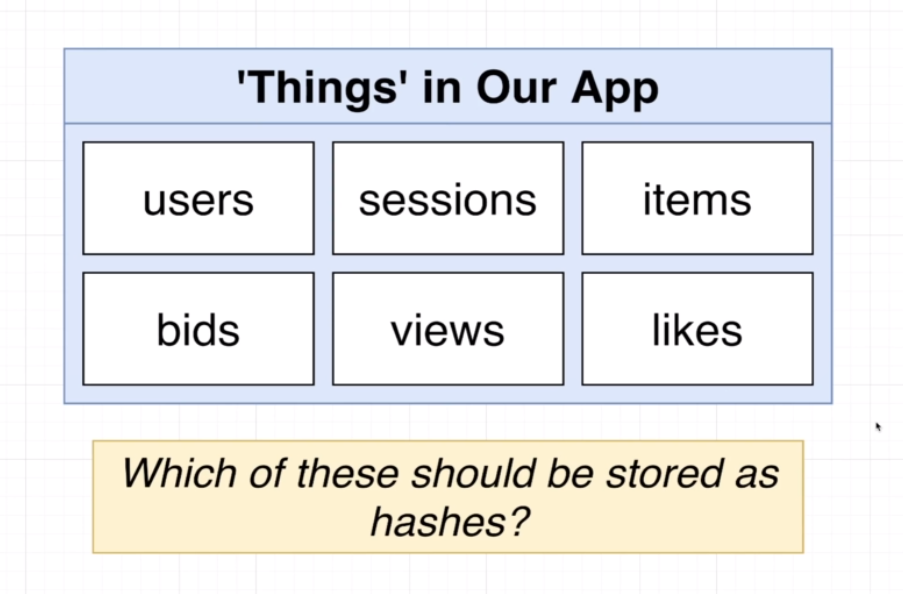 'Things' in Our App
users
sessions
items
bids
views
likes
Which of these should be stored as
hashes?